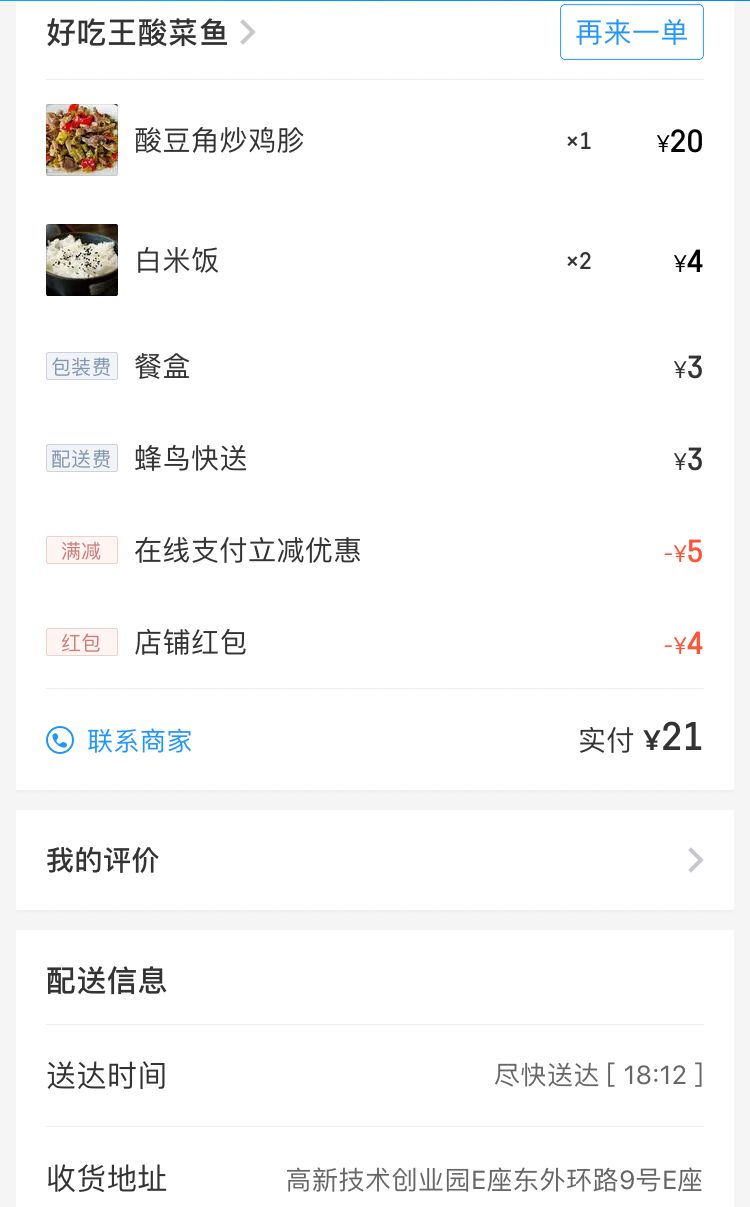 好吃王酸菜鱼
再来一单
酸豆角炒鸡胗 ×1 ¥20
白米饭 ×2 ¥4
包装费 餐盒 ¥3
配送费 蜂鸟快送 ¥3
满减 在线支付立减优惠 -¥5
红包 店铺红包 -¥4
联系商家 实付 ¥21
我的评价
配送信息
送达时间 尽快送达 [ 18:12 ]
收货地址 高新技术创业园E座东外环路9号E座